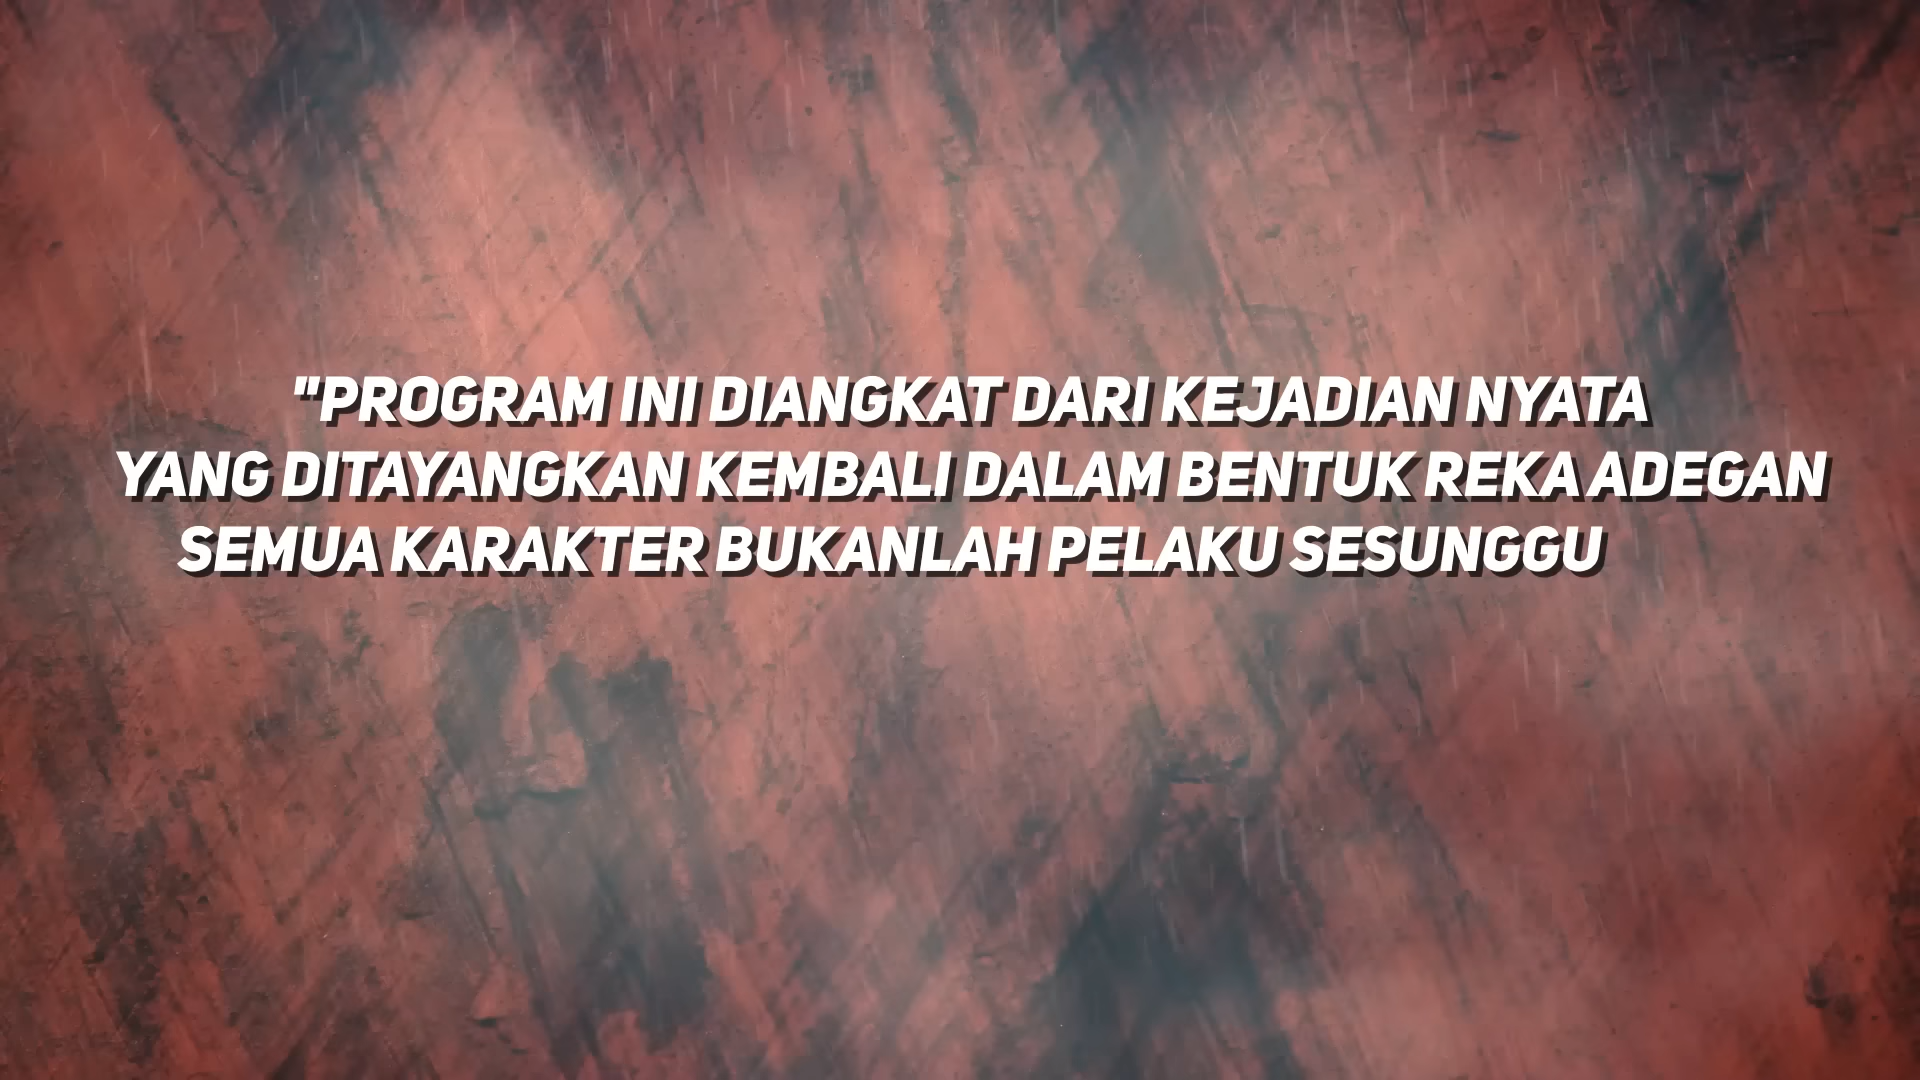 "PROGRAM INI DIANGKAT DARI KEJADIAN NYATA
YANG DITAYANGKAN KEMBALI DALAM BENTUK REKA ADEGAN
SEMUA KARAKTER BUKANLAH PELAKU SESUNGGU